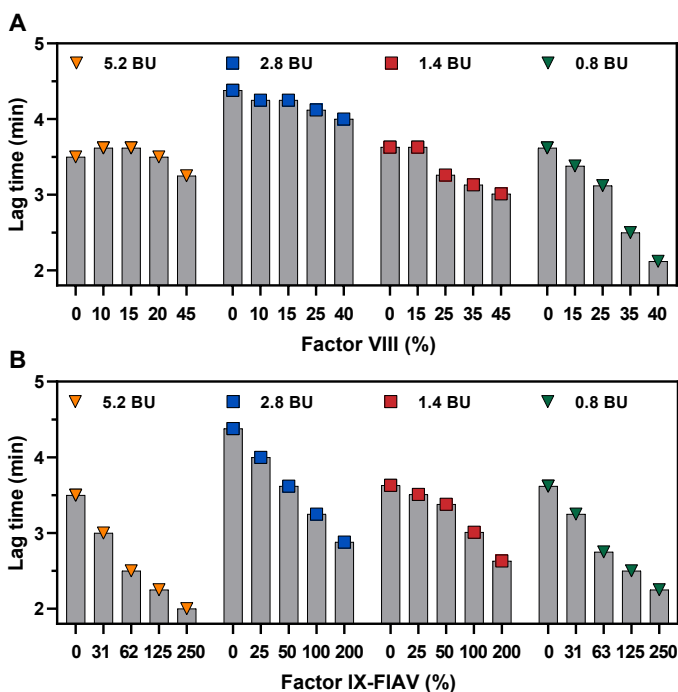 A
5.2 BU 2.8 BU 1.4 BU 0.8 BU
Lag time (min)
5
4
3
2
0 10 15 20 45 0 10 15 25 40 0 15 25 35 45 0 15 25 35 40
Factor VIII (%)
B
5.2 BU 2.8 BU 1.4 BU 0.8 BU
Lag time (min)
5
4
3
2
0 31 62 125 250 0 25 50 100 200 0 25 50 100 200 0 31 63 125 250
Factor IX-FIAV (%)